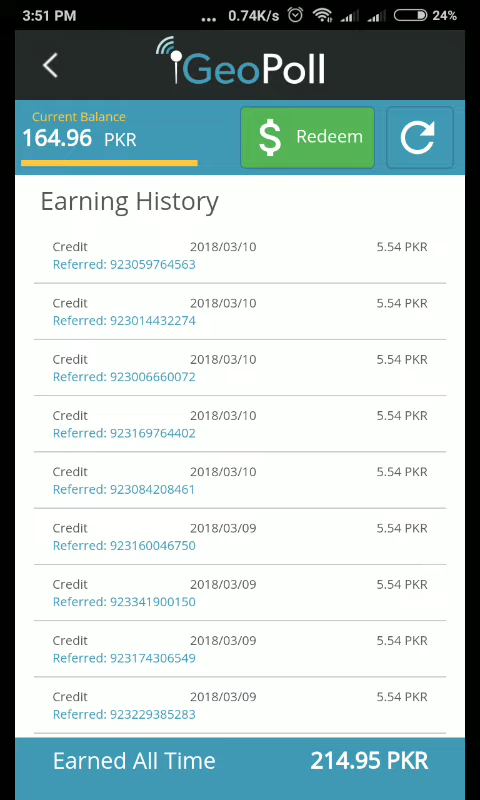 3:51 PM ... 0.74K/s 24%
GeoPoll
Current Balance
164.96 PKR
$ Redeem
Earning History
Credit 2018/03/10 5.54 PKR
Referred: 923059764563
Credit 2018/03/10 5.54 PKR
Referred: 923014432274
Credit 2018/03/10 5.54 PKR
Referred: 923006660072
Credit 2018/03/10 5.54 PKR
Referred: 923169764402
Credit 2018/03/10 5.54 PKR
Referred: 923084208461
Credit 2018/03/09 5.54 PKR
Referred: 923160046750
Credit 2018/03/09 5.54 PKR
Referred: 923341900150
Credit 2018/03/09 5.54 PKR
Referred: 923174306549
Credit 2018/03/09 5.54 PKR
Referred: 923229385283
Earned All Time 214.95 PKR